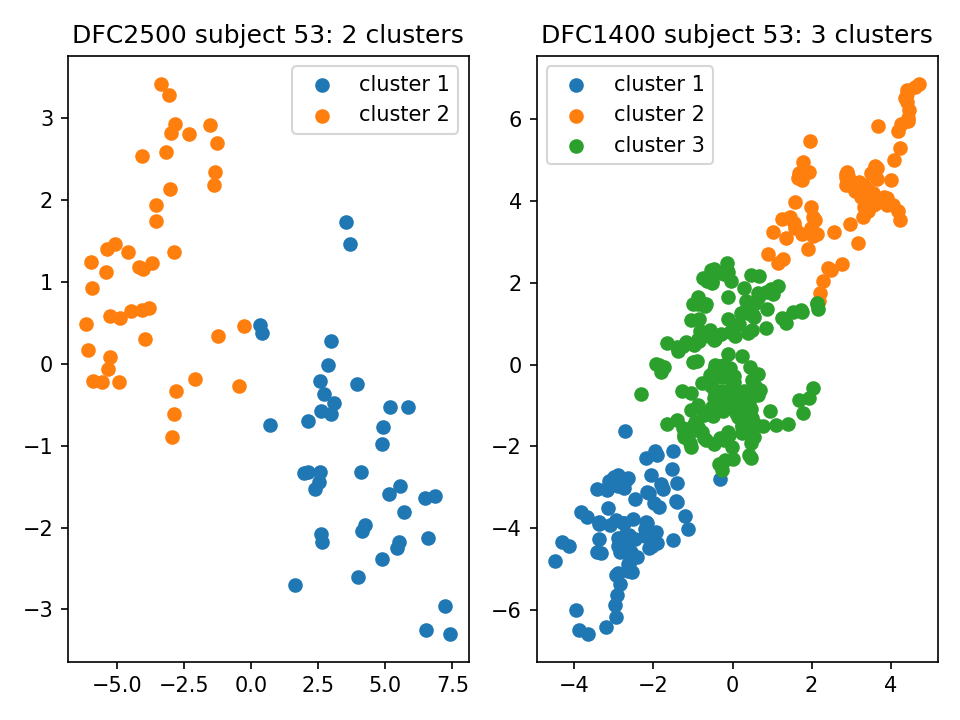 DFC2500 subject 53: 2 clusters
cluster 1
cluster 2
3
2
1
0
−1
−2
−3
−5.0 −2.5 0.0 2.5 5.0 7.5
DFC1400 subject 53: 3 clusters
cluster 1
cluster 2
cluster 3
6
4
2
0
−2
−4
−6
−4 −2 0 2 4